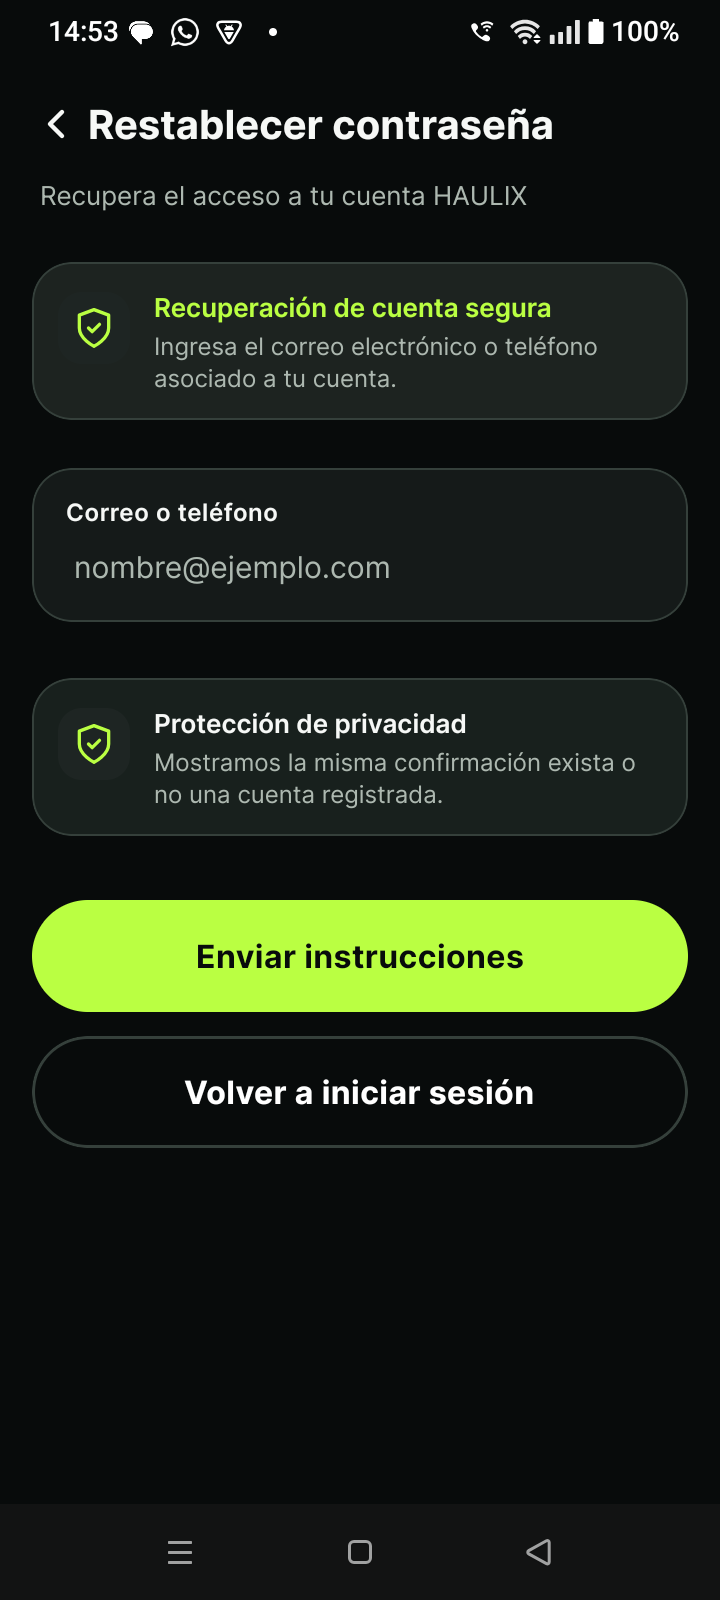 14:53
100%
Restablecer contraseña
Recupera el acceso a tu cuenta HAULIX
Recuperación de cuenta segura
Ingresa el correo electrónico o teléfono
asociado a tu cuenta.
Correo o teléfono
nombre@ejemplo.com
Protección de privacidad
Mostramos la misma confirmación exista o
no una cuenta registrada.
Enviar instrucciones
Volver a iniciar sesión